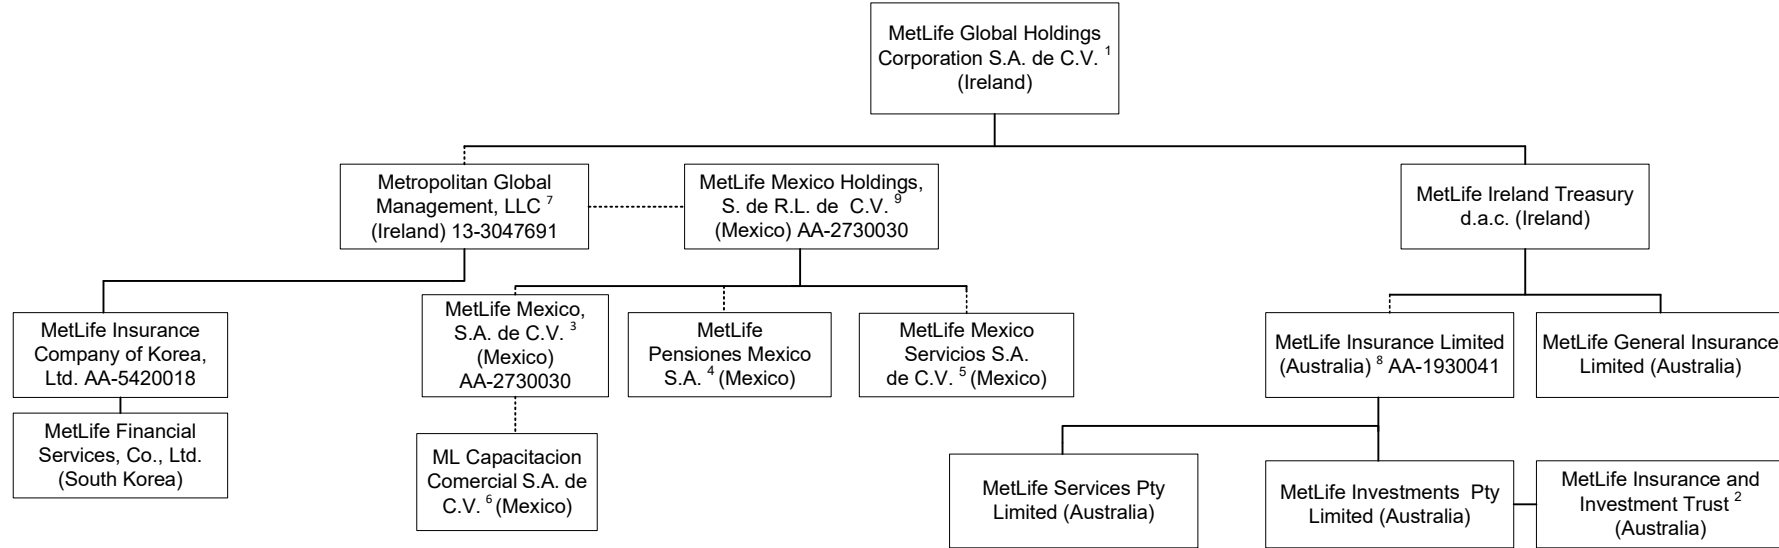 MetLife Global Holdings
Corporation S.A. de C.V. 1
(Ireland)
Metropolitan Global
Management, LLC 7
(Ireland) 13-3047691
MetLife Mexico Holdings,
S. de R.L. de C.V. 9
(Mexico) AA-2730030
MetLife Ireland Treasury
d.a.c. (Ireland)
MetLife Insurance
Company of Korea,
Ltd. AA-5420018
MetLife Mexico,
S.A. de C.V. 3
(Mexico)
AA-2730030
MetLife
Pensiones Mexico
S.A. 4 (Mexico)
MetLife Mexico
Servicios S.A.
de C.V. 5 (Mexico)
MetLife Insurance Limited
(Australia) 8 AA-1930041
MetLife General Insurance
Limited (Australia)
MetLife Financial
Services, Co., Ltd.
(South Korea)
ML Capacitacion
Comercial S.A. de
C.V. 6 (Mexico)
MetLife Services Pty
Limited (Australia)
MetLife Investments Pty
Limited (Australia)
MetLife Insurance and
Investment Trust 2
(Australia)